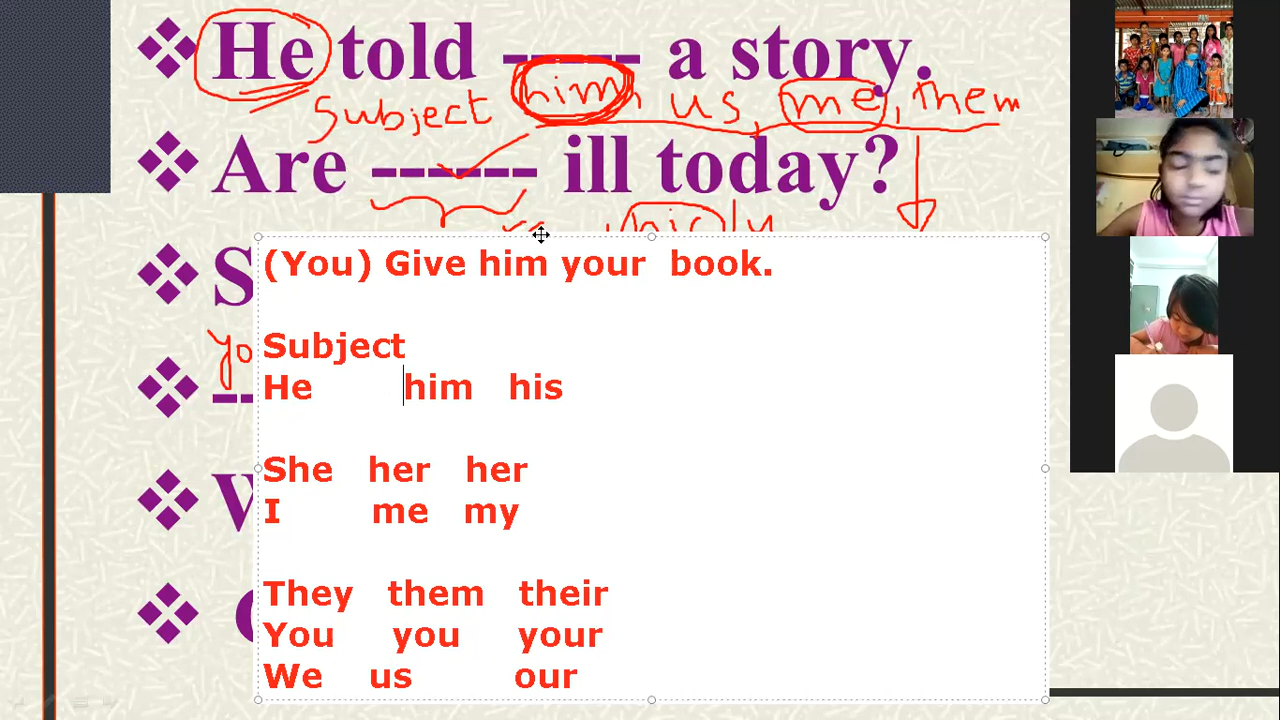 He told ----- a story.
Subject him, us, me, them
Are ------ ill today?
(You) Give him your book.
Subject
He him his
She her her
I me my
They them their
You you your
We us our